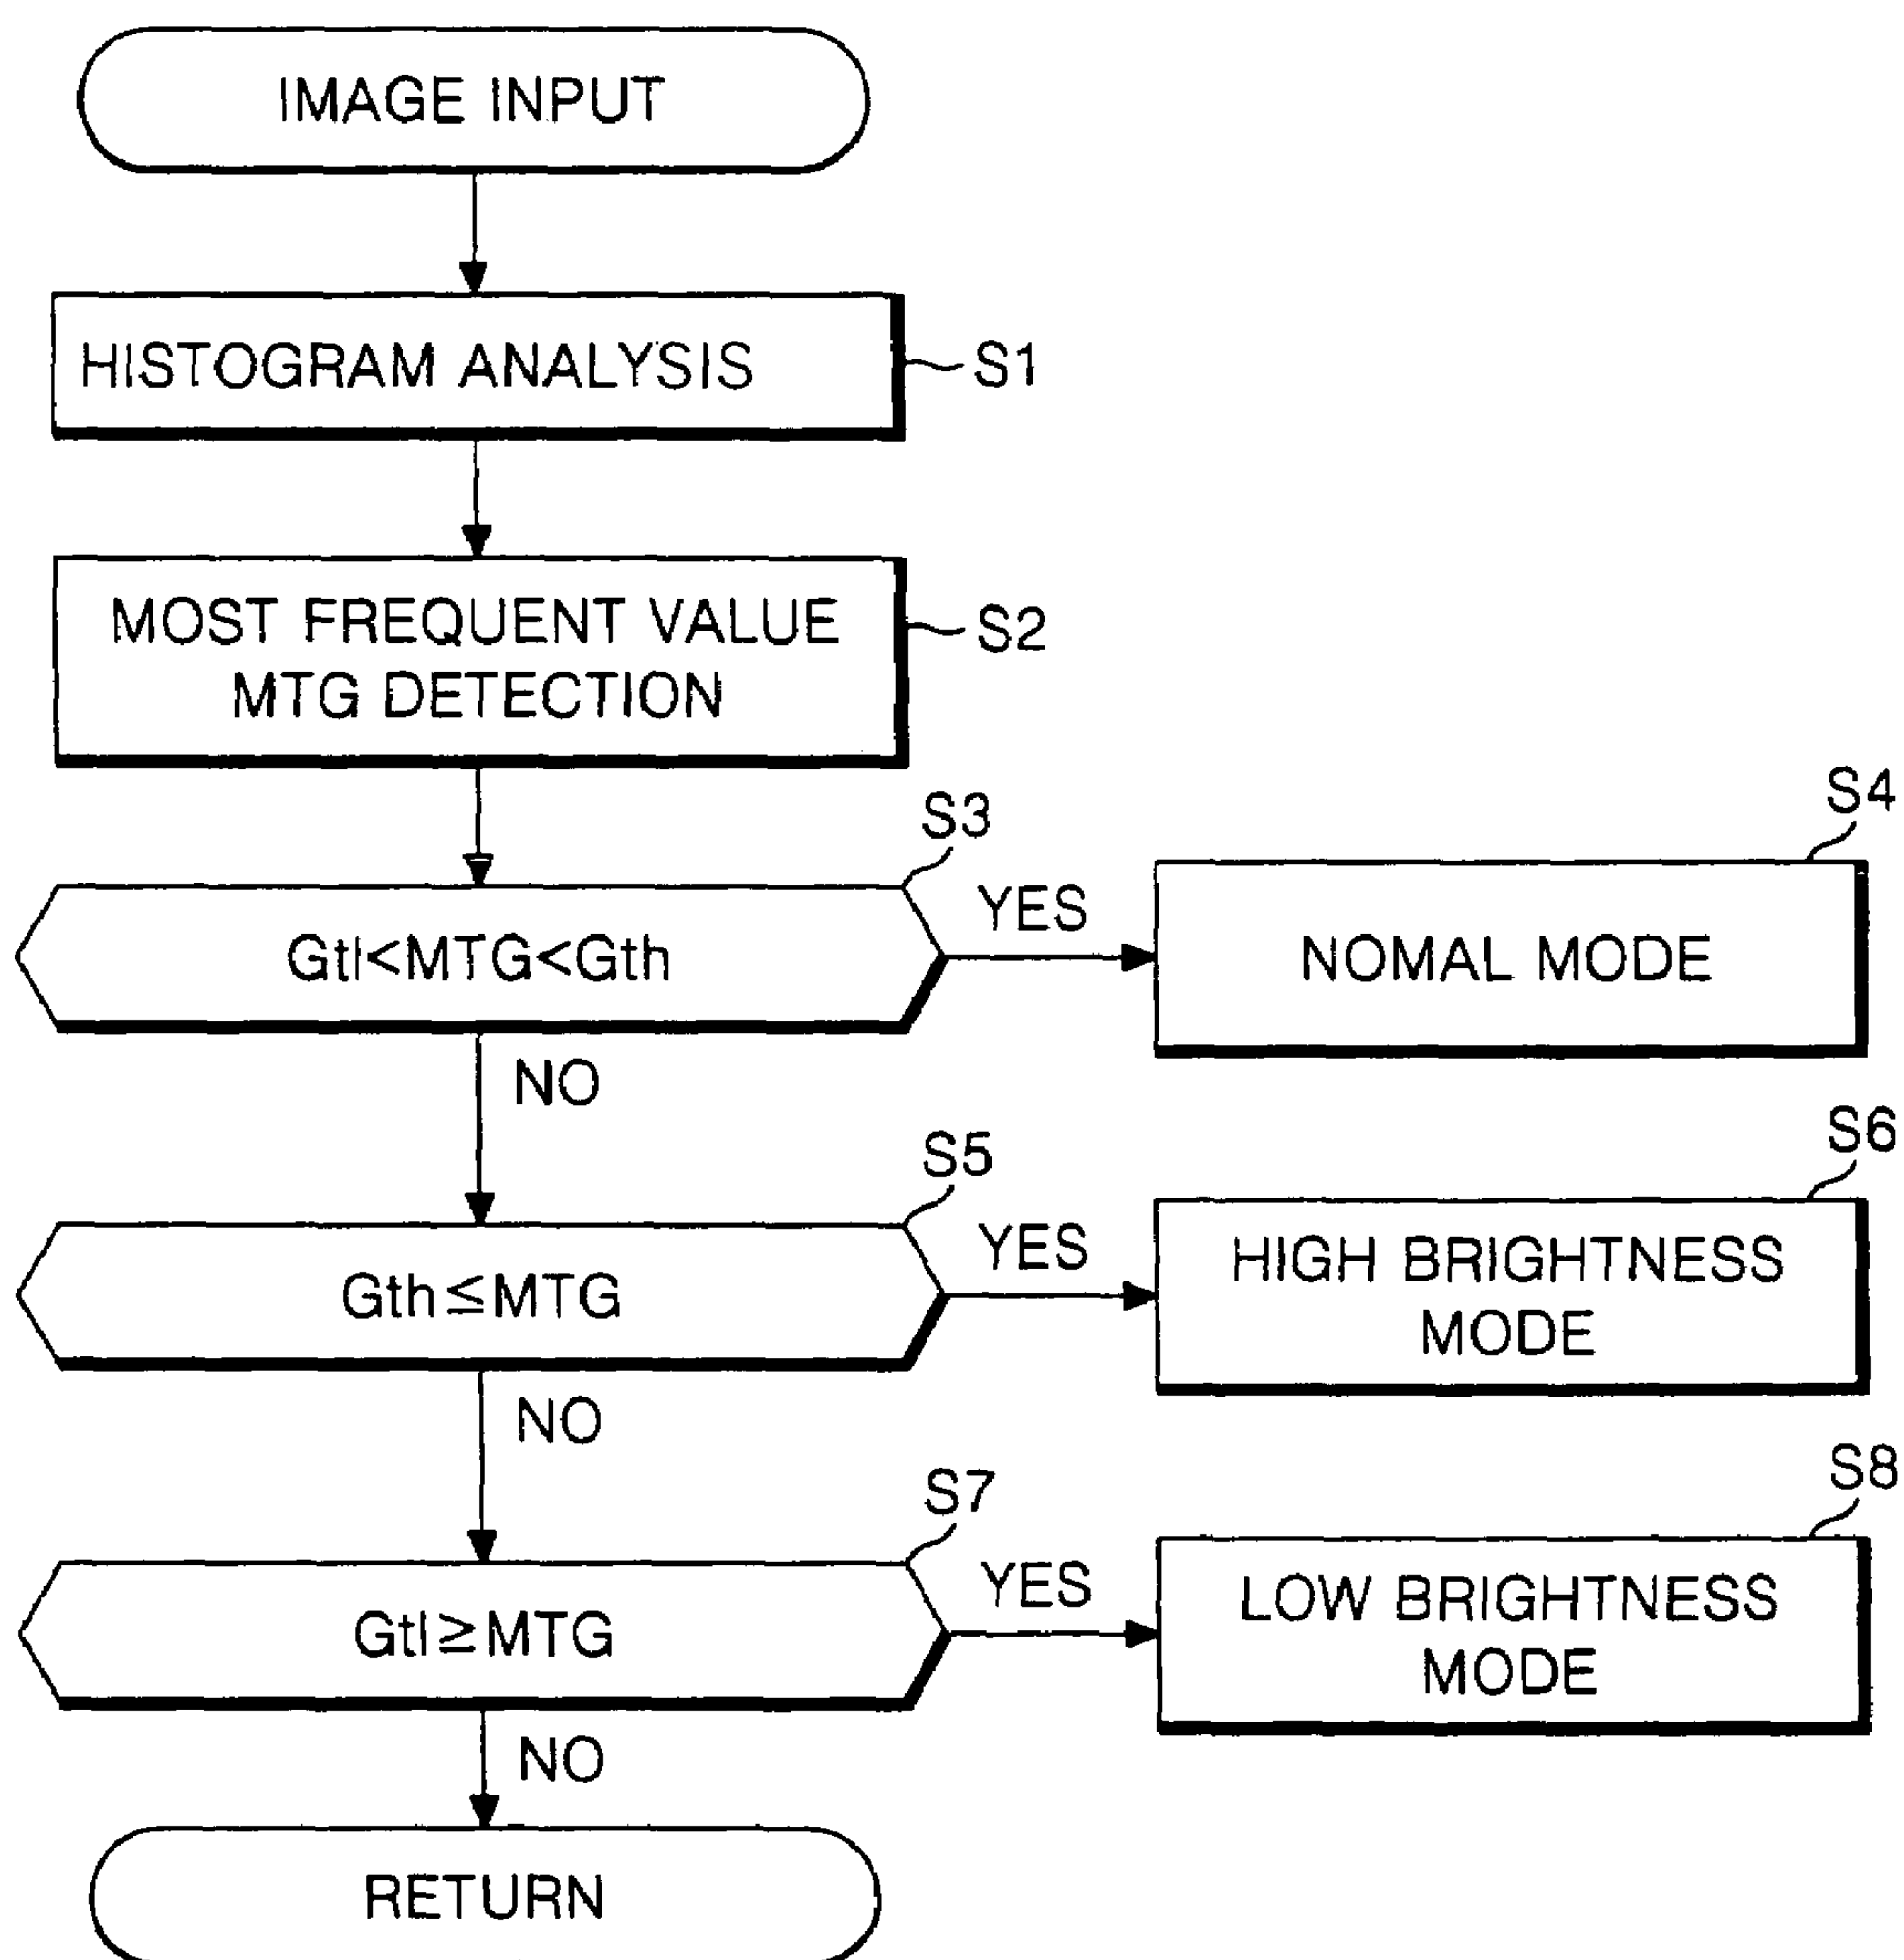 IMAGE INPUT
HISTOGRAM ANALYSIS
S1
MOST FREQUENT VALUE
MTG DETECTION
S2
S3
Gtl<MTG<Gth
YES
S4
NOMAL MODE
NO
S5
Gth≤MTG
YES
S6
HIGH BRIGHTNESS
MODE
NO
S7
Gtl≥MTG
YES
S8
LOW BRIGHTNESS
MODE
NO
RETURN